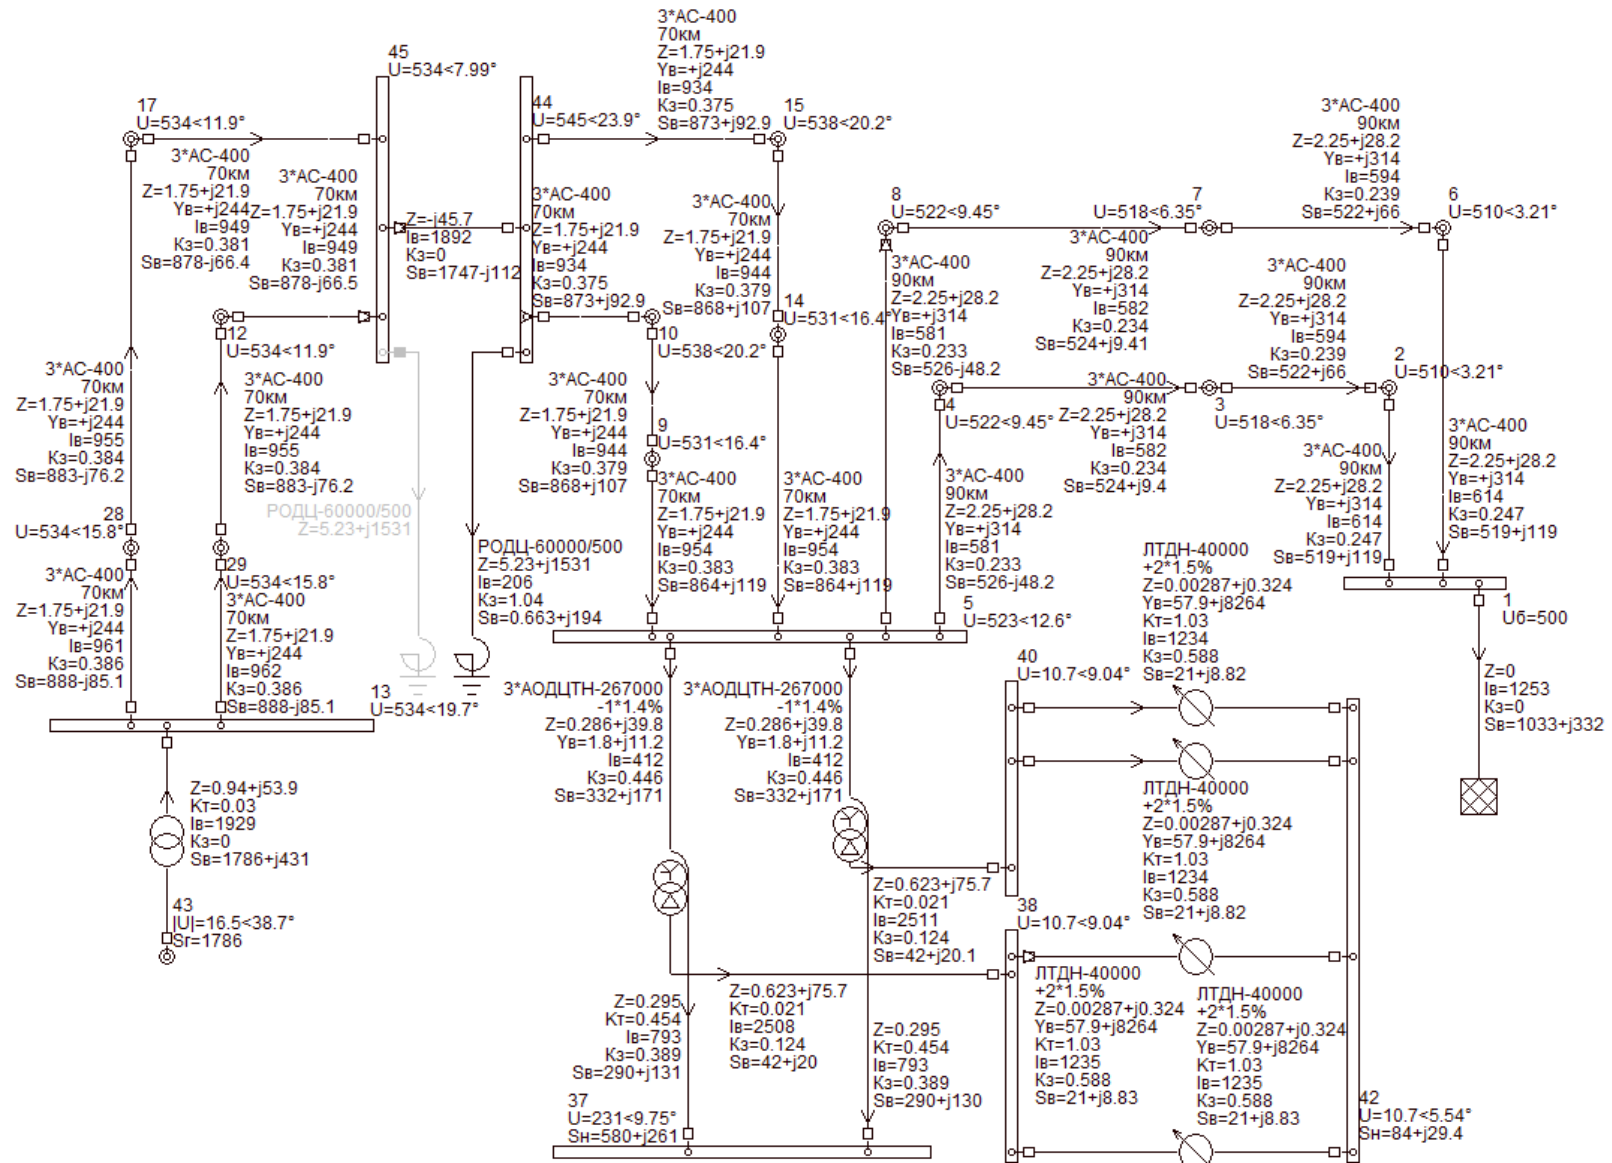 3*АС-400
70км
Z=1.75+j21.9
Yв=+j244
Iв=934
Kз=0.375
Sв=873+j92.9
45
U=534<7.99°
17
U=534<11.9°
3*АС-400
70км
Z=1.75+j21.9
Yв=+j244
Iв=949
Kз=0.381
Sв=878-j66.4
3*АС-400
70км
Z=1.75+j21.9
Yв=+j244
Iв=949
Kз=0.381
Sв=878-j66.5
Z=-j45.7
Iв=1892
Kз=0
Sв=1747-j112
44
U=545<23.9°
15
U=538<20.2°
3*АС-400
70км
Z=1.75+j21.9
Yв=+j244
Iв=934
Kз=0.375
Sв=873+j92.9
3*АС-400
70км
Z=1.75+j21.9
Yв=+j244
Iв=944
Kз=0.379
Sв=868+j107
14
U=531<16.4°
8
U=522<9.45°
7
U=518<6.35°
3*АС-400
90км
Z=2.25+j28.2
Yв=+j314
Iв=594
Kз=0.239
Sв=522+j66
6
U=510<3.21°
3*АС-400
90км
Z=2.25+j28.2
Yв=+j314
Iв=581
Kз=0.233
Sв=526-j48.2
3*АС-400
90км
Z=2.25+j28.2
Yв=+j314
Iв=582
Kз=0.234
Sв=524+j9.41
3*АС-400
90км
Z=2.25+j28.2
Yв=+j314
Iв=594
Kз=0.239
Sв=522+j66
2
U=510<3.21°
12
U=534<11.9°
10
U=538<20.2°
3*АС-400
70км
Z=1.75+j21.9
Yв=+j244
Iв=955
Kз=0.384
Sв=883-j76.2
3*АС-400
70км
Z=1.75+j21.9
Yв=+j244
Iв=955
Kз=0.384
Sв=883-j76.2
РОДЦ-60000/500
Z=5.23+j1531
3*АС-400
70км
Z=1.75+j21.9
Yв=+j244
Iв=944
Kз=0.379
Sв=868+j107
9
U=531<16.4°
4
U=522<9.45°
3*АС-400
90км
Z=2.25+j28.2
Yв=+j314
Iв=582
Kз=0.234
Sв=524+j9.4
3
U=518<6.35°
3*АС-400
90км
Z=2.25+j28.2
Yв=+j314
Iв=614
Kз=0.247
Sв=519+j119
3*АС-400
90км
Z=2.25+j28.2
Yв=+j314
Iв=614
Kз=0.247
Sв=519+j119
28
U=534<15.8°
29
U=534<15.8°
РОДЦ-60000/500
Z=5.23+j1531
Iв=206
Kз=1.04
Sв=0.663+j194
3*АС-400
70км
Z=1.75+j21.9
Yв=+j244
Iв=954
Kз=0.383
Sв=864+j119
3*АС-400
70км
Z=1.75+j21.9
Yв=+j244
Iв=954
Kз=0.383
Sв=864+j119
3*АС-400
90км
Z=2.25+j28.2
Yв=+j314
Iв=581
Kз=0.233
Sв=526-j48.2
5
U=523<12.6°
3*АС-400
70км
Z=1.75+j21.9
Yв=+j244
Iв=961
Kз=0.386
Sв=888-j85.1
3*АС-400
70км
Z=1.75+j21.9
Yв=+j244
Iв=962
Kз=0.386
Sв=888-j85.1
13
U=534<19.7°
ЛТДН-40000
+2*1.5%
Z=0.00287+j0.324
Yв=57.9+j8264
Kт=1.03
Iв=1234
Kз=0.588
Sв=21+j8.82
1
Uб=500
Z=0
Iв=1253
Kз=0
Sв=1033+j332
40
U=10.7<9.04°
3*АОДЦТН-267000
-1*1.4%
Z=0.286+j39.8
Yв=1.8+j11.2
Iв=412
Kз=0.446
Sв=332+j171
3*АОДЦТН-267000
-1*1.4%
Z=0.286+j39.8
Yв=1.8+j11.2
Iв=412
Kз=0.446
Sв=332+j171
Z=0.94+j53.9
Kт=0.03
Iв=1929
Kз=0
Sв=1786+j431
43
|U|=16.5<38.7°
Sг=1786
ЛТДН-40000
+2*1.5%
Z=0.00287+j0.324
Yв=57.9+j8264
Kт=1.03
Iв=1234
Kз=0.588
Sв=21+j8.82
Z=0.623+j75.7
Kт=0.021
Iв=2511
Kз=0.124
Sв=42+j20.1
38
U=10.7<9.04°
Z=0.295
Kт=0.454
Iв=793
Kз=0.389
Sв=290+j131
Z=0.623+j75.7
Kт=0.021
Iв=2508
Kз=0.124
Sв=42+j20
Z=0.295
Kт=0.454
Iв=793
Kз=0.389
Sв=290+j130
ЛТДН-40000
+2*1.5%
Z=0.00287+j0.324
Yв=57.9+j8264
Kт=1.03
Iв=1235
Kз=0.588
Sв=21+j8.83
ЛТДН-40000
+2*1.5%
Z=0.00287+j0.324
Yв=57.9+j8264
Kт=1.03
Iв=1235
Kз=0.588
Sв=21+j8.83
37
U=231<9.75°
Sн=580+j261
42
U=10.7<5.54°
Sн=84+j29.4